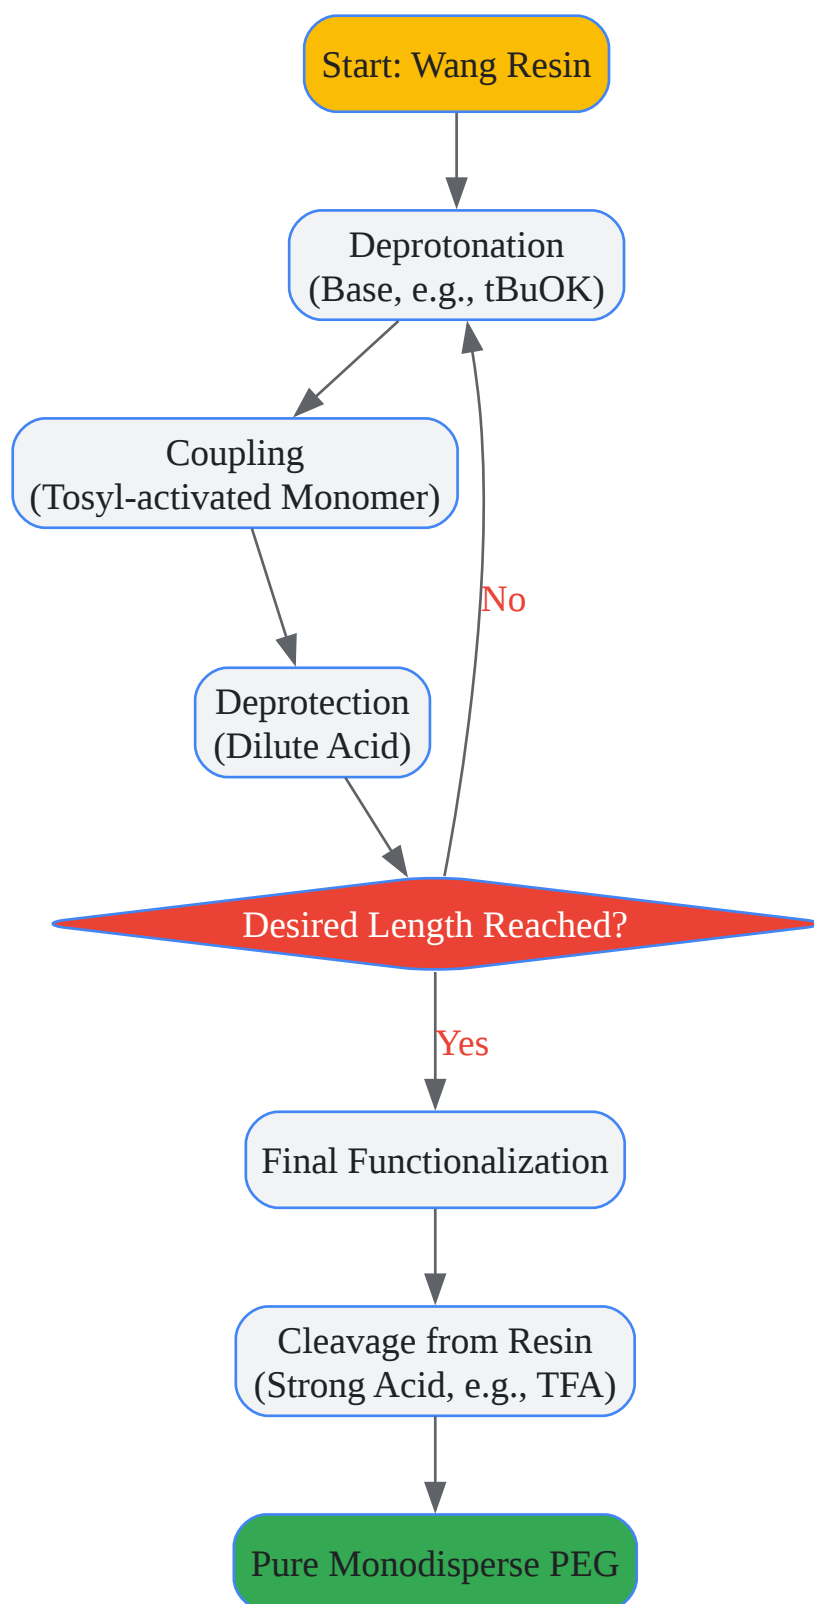 Start: Wang Resin
Deprotonation
(Base, e.g., tBuOK)
Coupling
(Tosyl-activated Monomer)
No
Deprotection
(Dilute Acid)
Desired Length Reached?
Yes
Final Functionalization
Cleavage from Resin
(Strong Acid, e.g., TFA)
Pure Monodisperse PEG